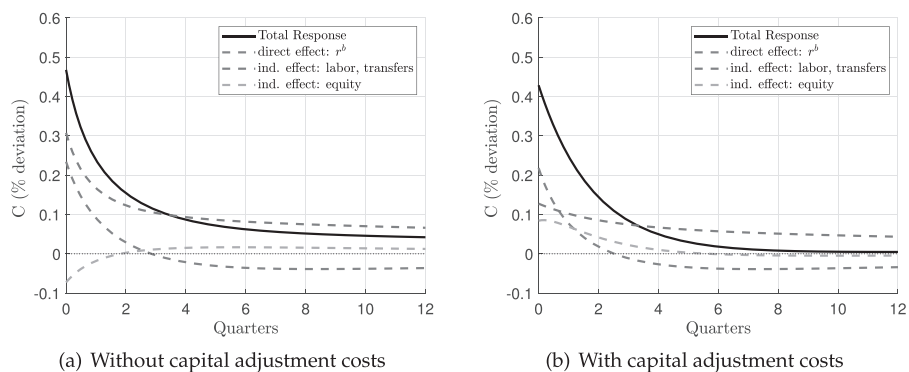 0.6
0.5
0.4
0.3
0.2
0.1
0
-0.1
C (% deviation)
Total Response
direct effect: r^b
ind. effect: labor, transfers
ind. effect: equity
0 2 4 6 8 10 12
Quarters
(a) Without capital adjustment costs
0.6
0.5
0.4
0.3
0.2
0.1
0
-0.1
C (% deviation)
Total Response
direct effect: r^b
ind. effect: labor, transfers
ind. effect: equity
0 2 4 6 8 10 12
Quarters
(b) With capital adjustment costs